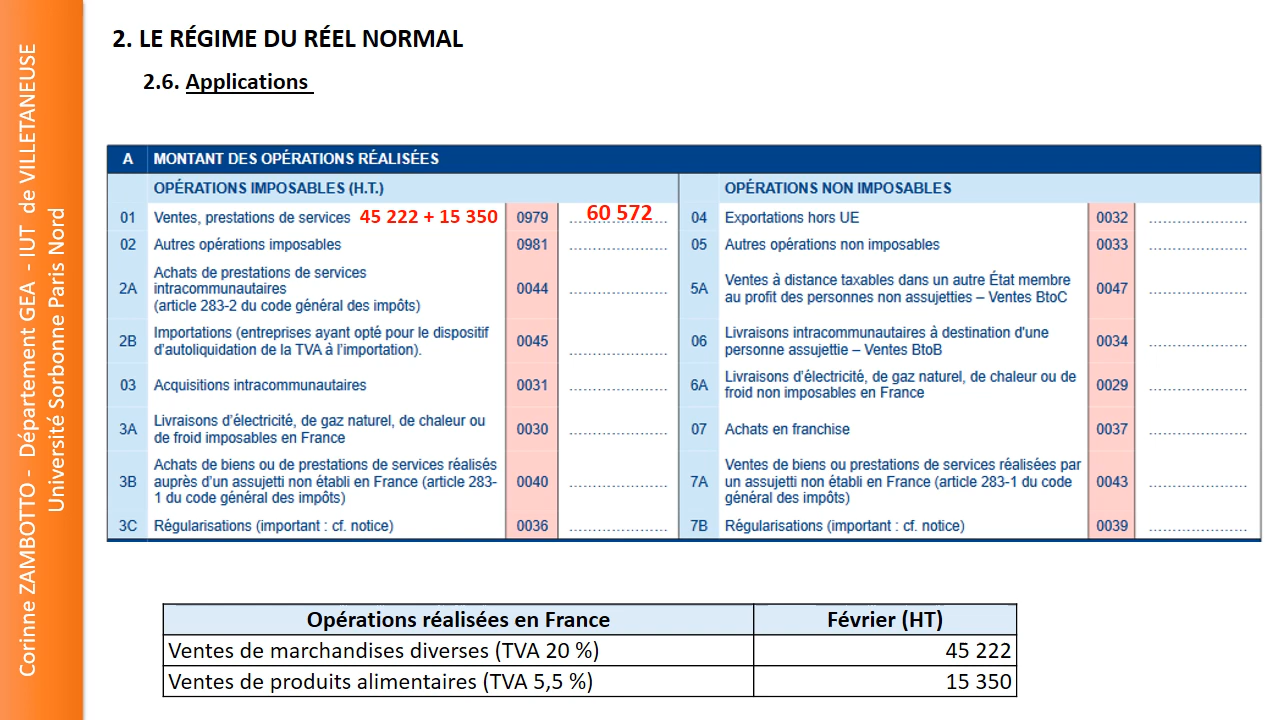 Corinne ZAMBOTTO - Département GEA - IUT de VILLETANEUSE
Université Sorbonne Paris Nord
2. LE RÉGIME DU RÉEL NORMAL
2.6. Applications
A MONTANT DES OPÉRATIONS RÉALISÉES
OPÉRATIONS IMPOSABLES (H.T.)
01 Ventes, prestations de services 45 222 + 15 350 0979 60 572
02 Autres opérations imposables 0981
2A Achats de prestations de services
intracommunautaires
(article 283-2 du code général des impôts) 0044
2B Importations (entreprises ayant opté pour le dispositif
d'autoliquidation de la TVA à l'importation). 0045
03 Acquisitions intracommunautaires 0031
3A Livraisons d'électricité, de gaz naturel, de chaleur ou
de froid imposables en France 0030
3B Achats de biens ou de prestations de services réalisés
auprès d'un assujetti non établi en France (article 283-
1 du code général des impôts) 0040
3C Régularisations (important : cf. notice) 0036
OPÉRATIONS NON IMPOSABLES
04 Exportations hors UE 0032
05 Autres opérations non imposables 0033
5A Ventes à distance taxables dans un autre État membre
au profit des personnes non assujetties – Ventes BtoC 0047
06 Livraisons intracommunautaires à destination d'une
personne assujettie – Ventes BtoB 0034
6A Livraisons d'électricité, de gaz naturel, de chaleur ou de
froid non imposables en France 0029
07 Achats en franchise 0037
7A Ventes de biens ou prestations de services réalisées par
un assujetti non établi en France (article 283-1 du code
général des impôts) 0043
7B Régularisations (important : cf. notice) 0039
Opérations réalisées en France Février (HT)
Ventes de marchandises diverses (TVA 20 %) 45 222
Ventes de produits alimentaires (TVA 5,5 %) 15 350